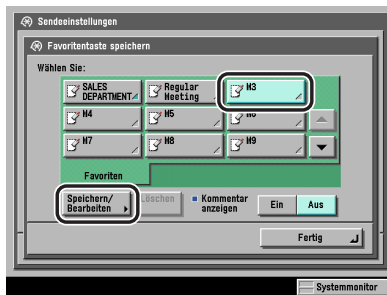 Sendeeinstellungen
Favoritentaste speichern
Wählen Sie:
SALES DEPARTMENT
Regular Meeting
M3
M4
M5
M6
M7
M8
M9
Favoriten
Speichern/
Bearbeiten
Löschen
Kommentar
anzeigen
Ein
Aus
Fertig
Systemmonitor